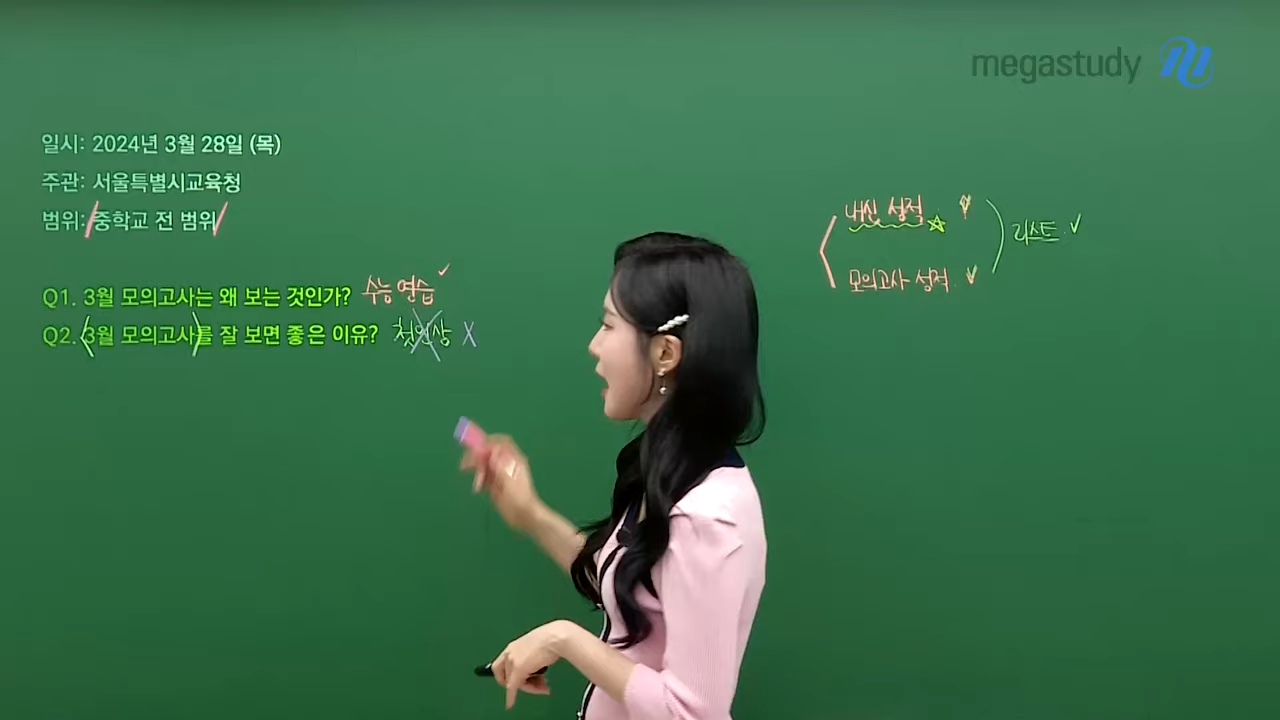 megastudy
일시: 2024년 3월 28일 (목)
주관: 서울특별시교육청
범위: 중학교 전 범위
Q1. 3월 모의고사는 왜 보는 것인가? 수능 연습
Q2. 3월 모의고사를 잘 보면 좋은 이유? 첫인상 X
내신 성적
모의고사 성적
리스트